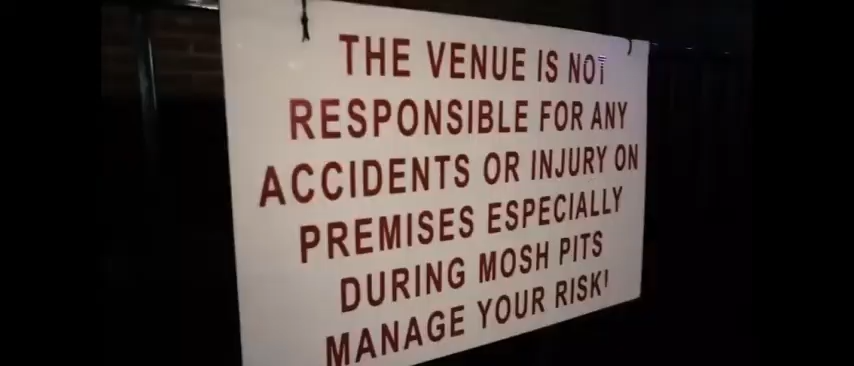 THE VENUE IS NOT
RESPONSIBLE FOR ANY
ACCIDENTS OR INJURY ON
PREMISES ESPECIALLY
DURING MOSH PITS
MANAGE YOUR RISK!